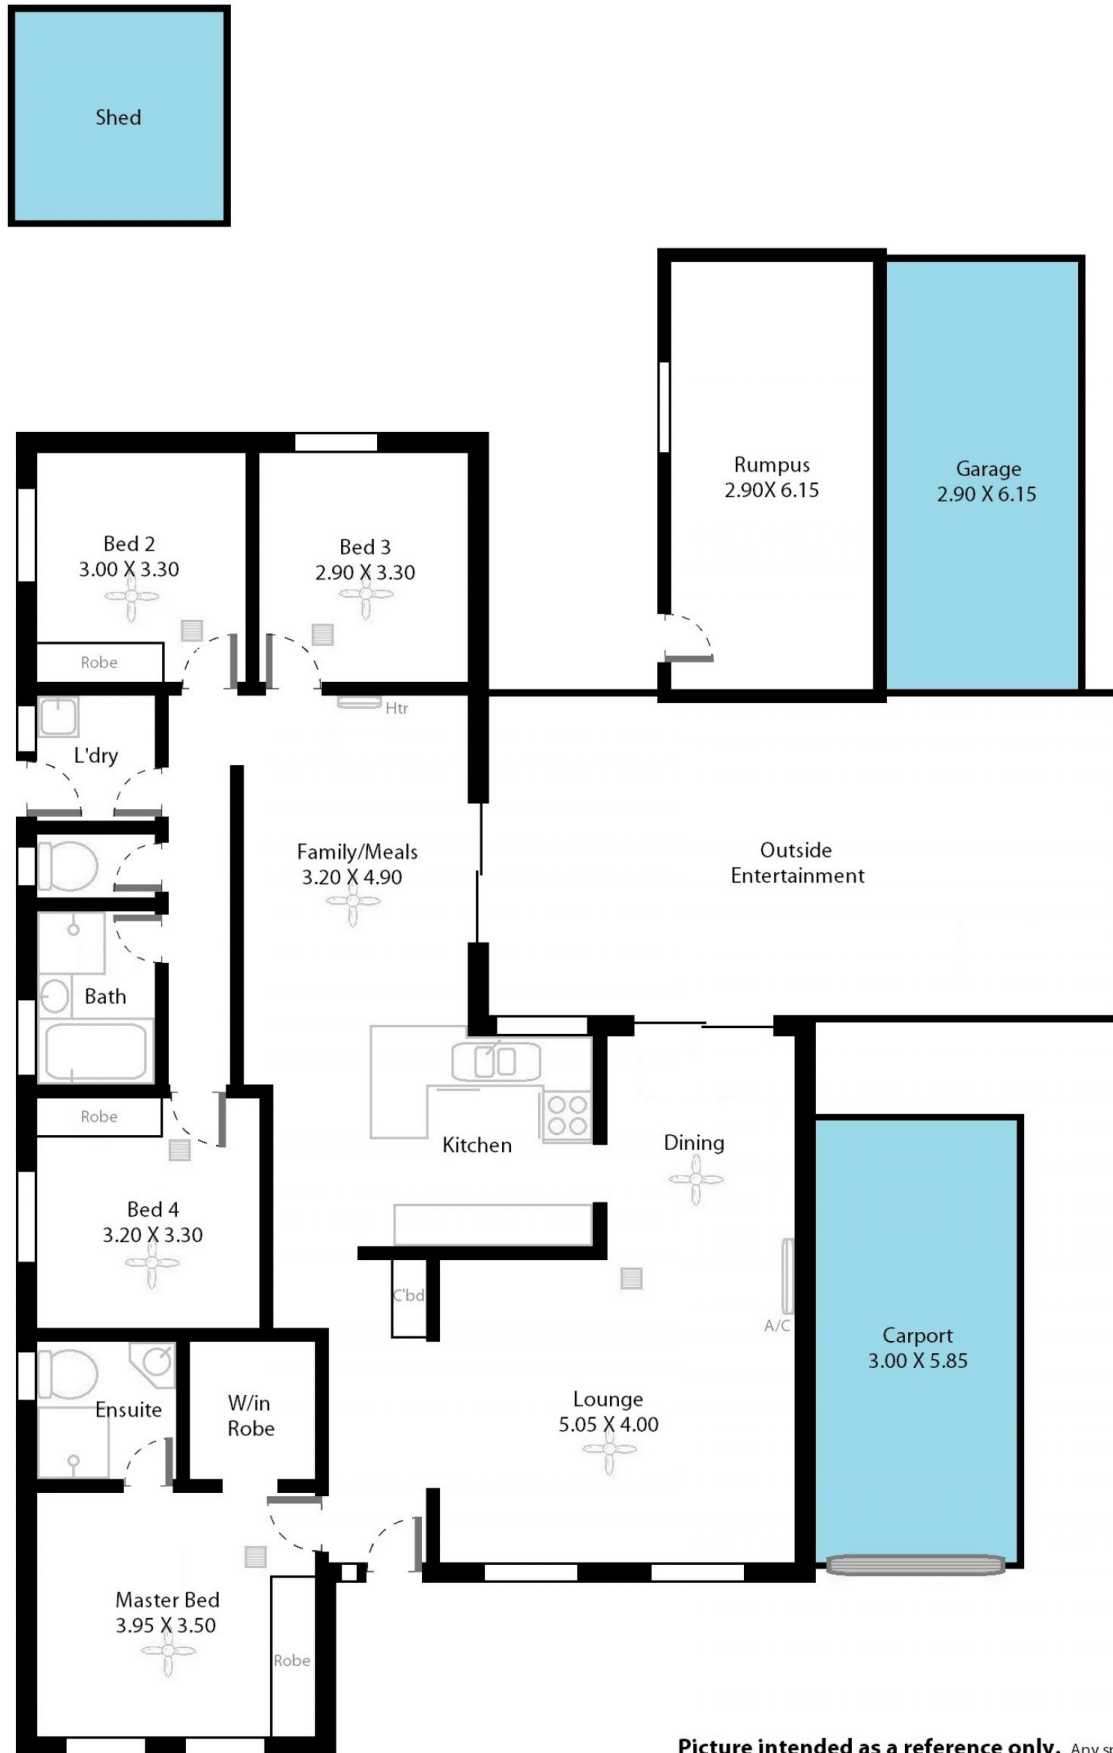 Shed
Rumpus
2.90X 6.15
Garage
2.90 X 6.15
Bed 2
3.00 X 3.30
Bed 3
2.90 X 3.30
Robe
Htr
L'dry
Family/Meals
3.20 X 4.90
Outside
Entertainment
Bath
Robe
Kitchen
Dining
Bed 4
3.20 X 3.30
C'bd
A/C
Carport
3.00 X 5.85
Ensuite
W/in
Robe
Lounge
5.05 X 4.00
Master Bed
3.95 X 3.50
Robe
Picture intended as a reference only. Any